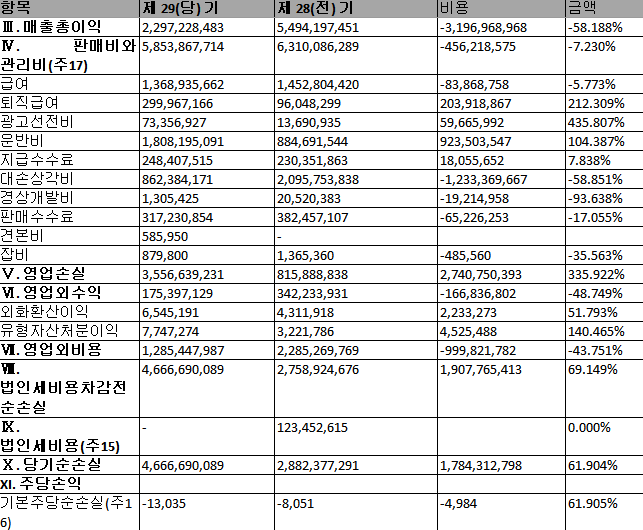 항목 제 29(당) 기 제 28(전) 기 비용 금액
Ⅲ. 매출총이익 2,297,228,483 5,494,197,451 -3,196,968,968 -58.188%
Ⅳ. 판매비와 5,853,867,714 6,310,086,289 -456,218,575 -7.230%
관리비(주17)
급여 1,368,935,662 1,452,804,420 -83,868,758 -5.773%
퇴직급여 299,967,166 96,048,299 203,918,867 212.309%
광고선전비 73,356,927 13,690,935 59,665,992 435.807%
운반비 1,808,195,091 884,691,544 923,503,547 104.387%
지급수수료 248,407,515 230,351,863 18,055,652 7.838%
대손상각비 862,384,171 2,095,753,838 -1,233,369,667 -58.851%
경상개발비 1,305,425 20,520,383 -19,214,958 -93.638%
판매수수료 317,230,854 382,457,107 -65,226,253 -17.055%
견본비 585,950 -
잡비 879,800 1,365,360 -485,560 -35.563%
Ⅴ. 영업손실 3,556,639,231 815,888,838 2,740,750,393 335.922%
Ⅵ. 영업외수익 175,397,129 342,233,931 -166,836,802 -48.749%
외화환산이익 6,545,191 4,311,918 2,233,273 51.793%
유형자산처분이익 7,747,274 3,221,786 4,525,488 140.465%
Ⅶ. 영업외비용 1,285,447,987 2,285,269,769 -999,821,782 -43.751%
Ⅷ. 4,666,690,089 2,758,924,676 1,907,765,413 69.149%
법인세비용차감전
순손실
Ⅸ. - 123,452,615 0.000%
법인세비용(주15)
Ⅹ. 당기순손실 4,666,690,089 2,882,377,291 1,784,312,798 61.904%
XI. 주당손익
기본주당순손실(주1 -13,035 -8,051 -4,984 61.905%
6)